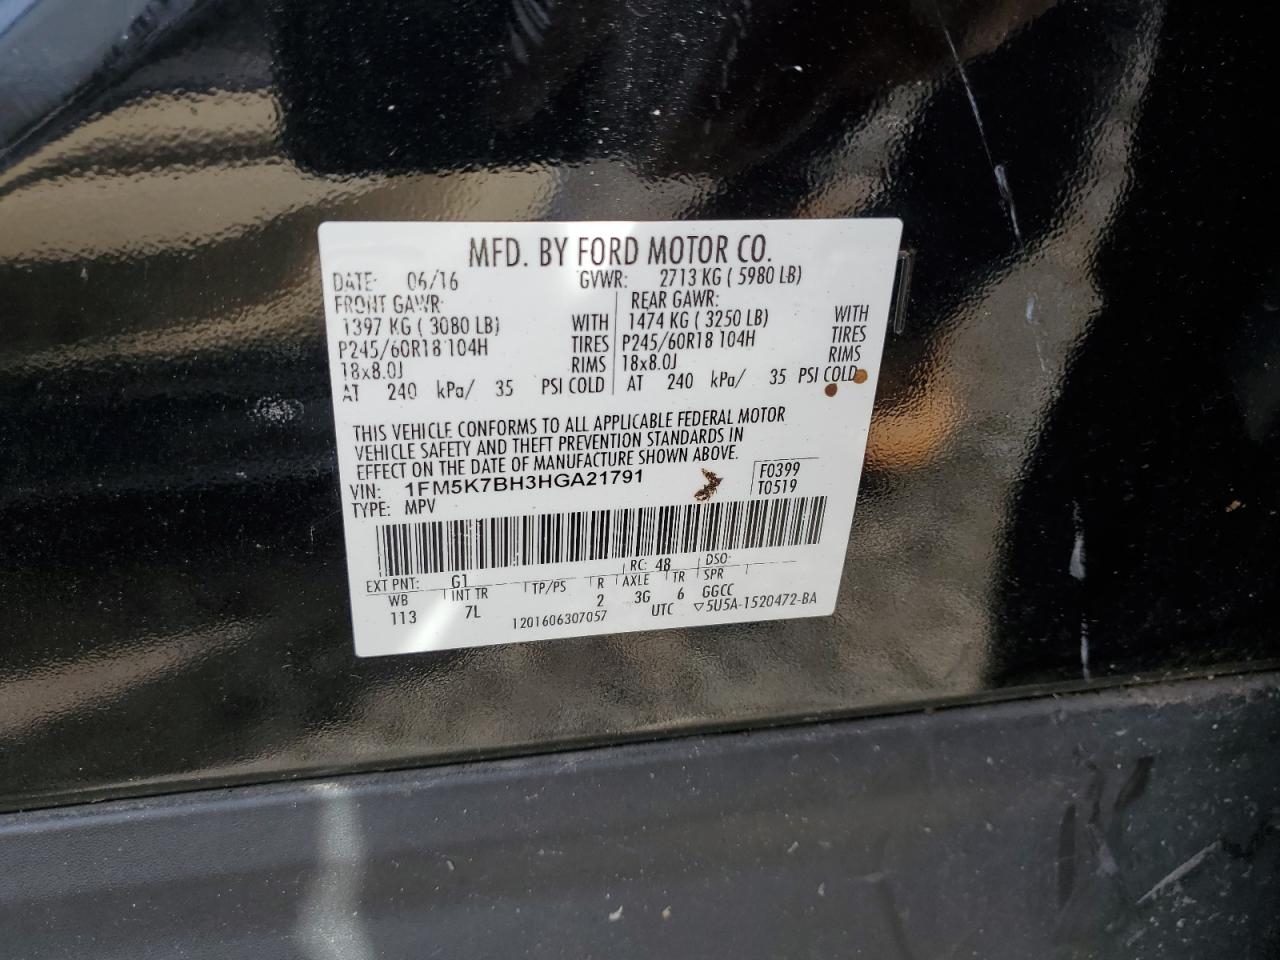 MFD. BY FORD MOTOR CO.
DATE: 06/16 GVWR: 2713 KG ( 5980 LB)
FRONT GAWR: REAR GAWR:
1397 KG ( 3080 LB) WITH 1474 KG ( 3250 LB) WITH
P245/60R18 104H TIRES P245/60R18 104H TIRES
18x8.0J RIMS 18x8.0J RIMS
AT 240 kPa/ 35 PSI COLD AT 240 kPa/ 35 PSI COLD
THIS VEHICLE CONFORMS TO ALL APPLICABLE FEDERAL MOTOR
VEHICLE SAFETY AND THEFT PREVENTION STANDARDS IN
EFFECT ON THE DATE OF MANUFACTURE SHOWN ABOVE.
VIN: 1FM5K7BH3HGA21791 F0399
TYPE: MPV T0519
EXT PNT: G1 RC: 48 DSO:
WB INT TR TP/PS R AXLE TR SPR
113 7L 2 3G 6 GGCC
1201606307057 UTC ▽5U5A-1520472-BA